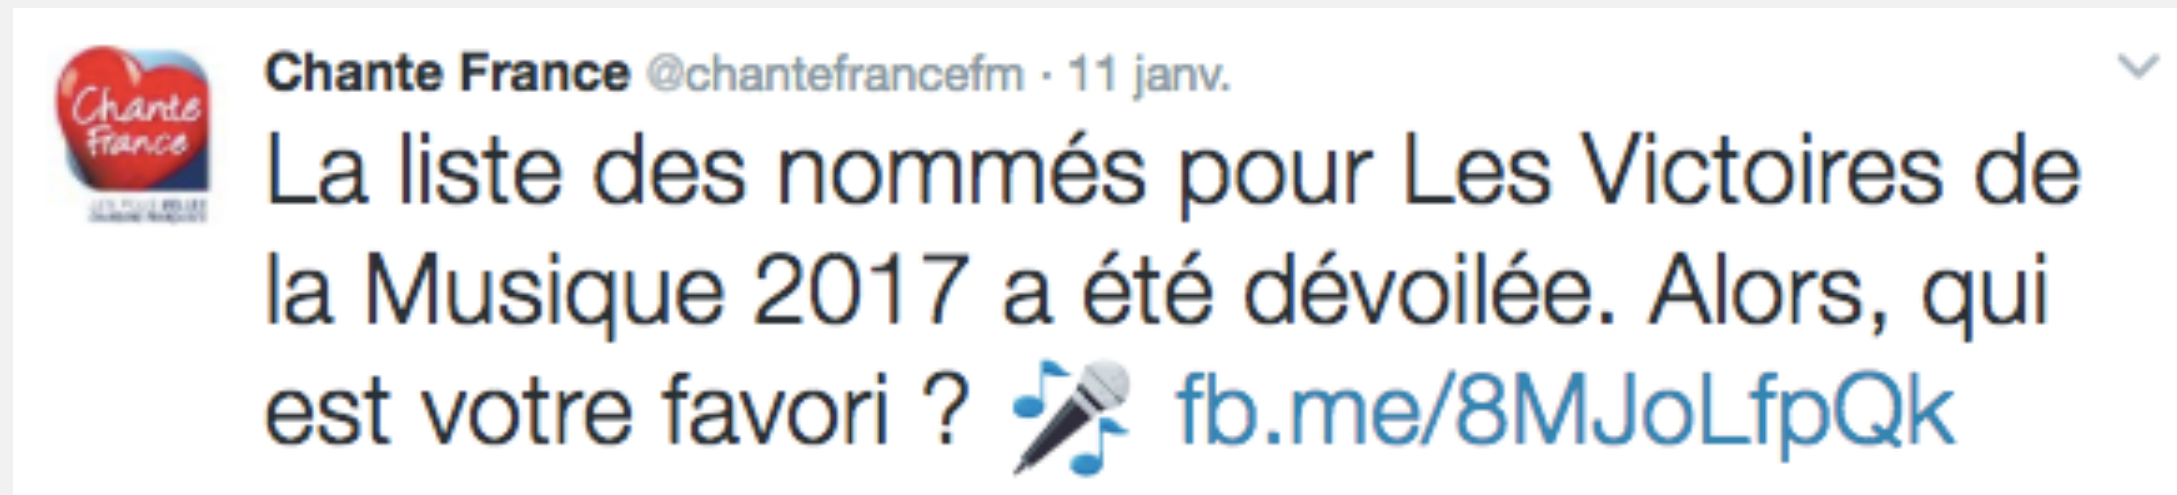 Chante France @chantefrancefm · 11 janv.
La liste des nommés pour Les Victoires de
la Musique 2017 a été dévoilée. Alors, qui
est votre favori ? fb.me/8MJoLfpQk
Chante
France